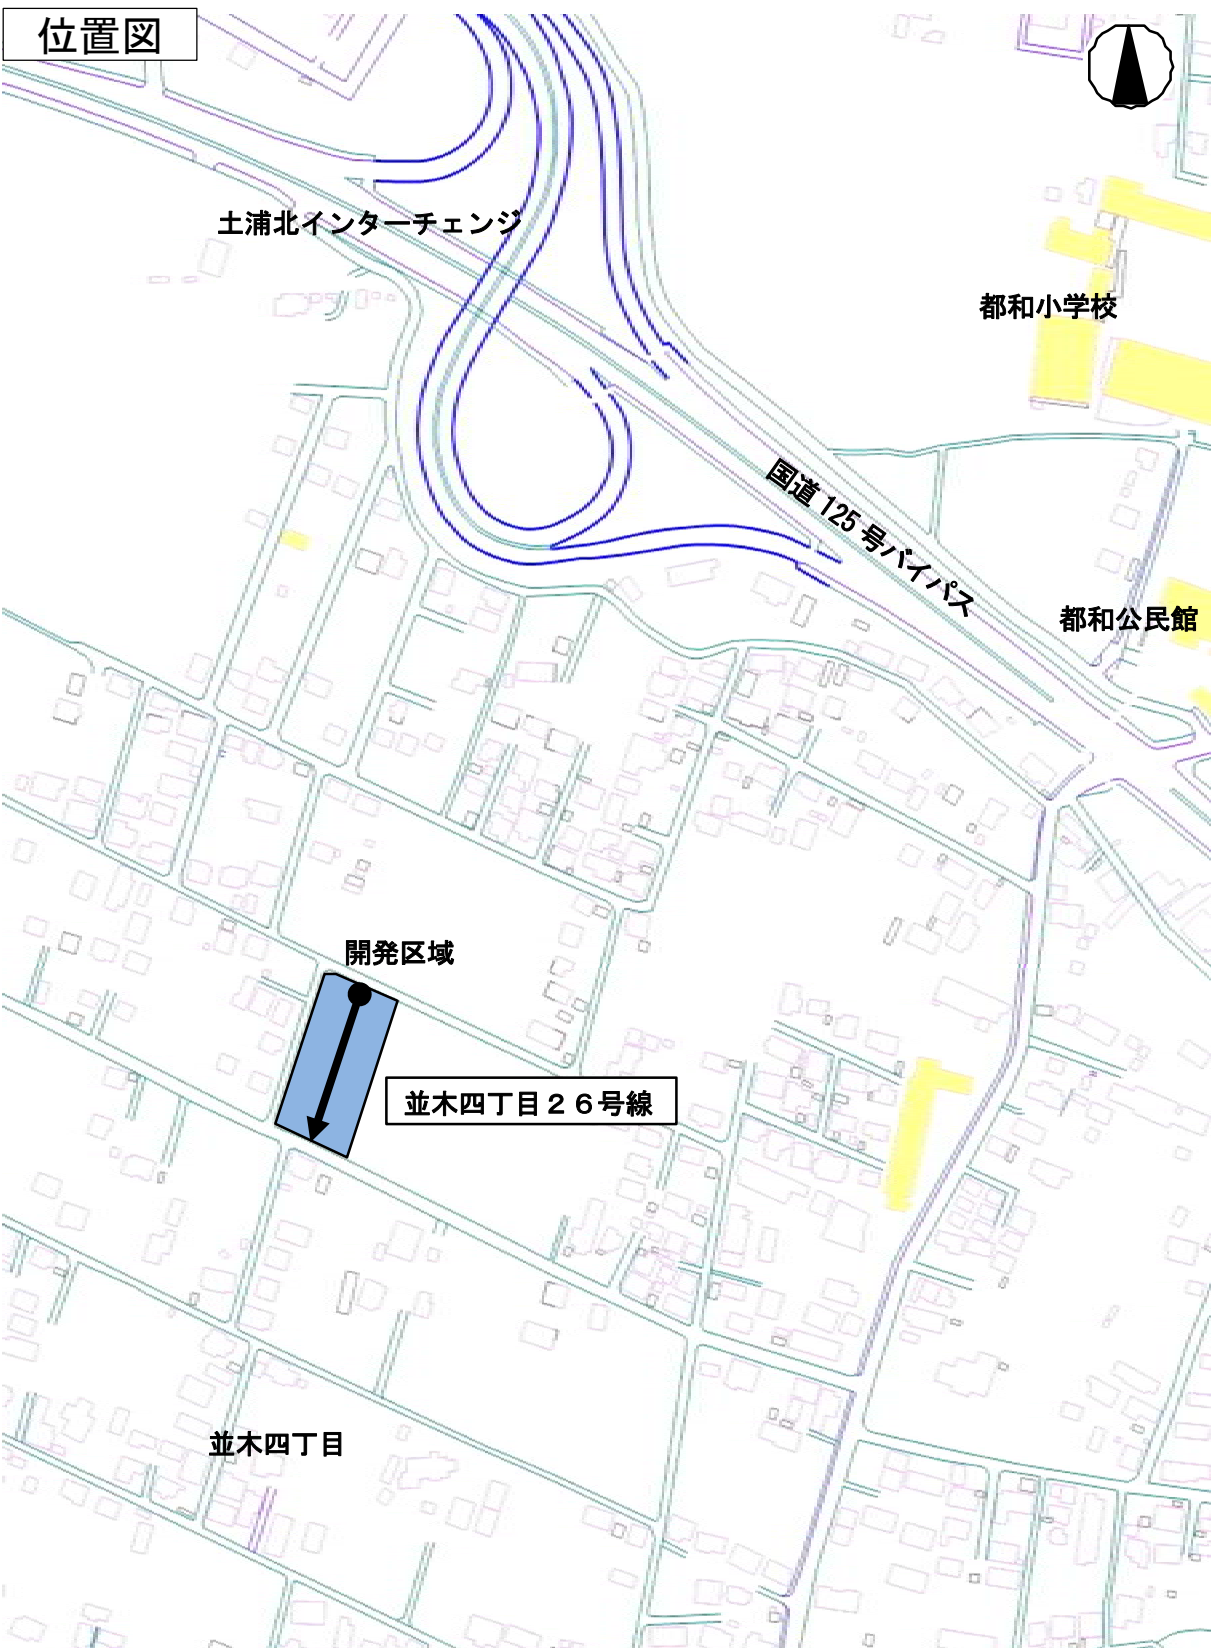 位置図
土浦北インターチェンジ
都和小学校
国道125号バイパス
都和公民館
開発区域
並木四丁目２６号線
並木四丁目